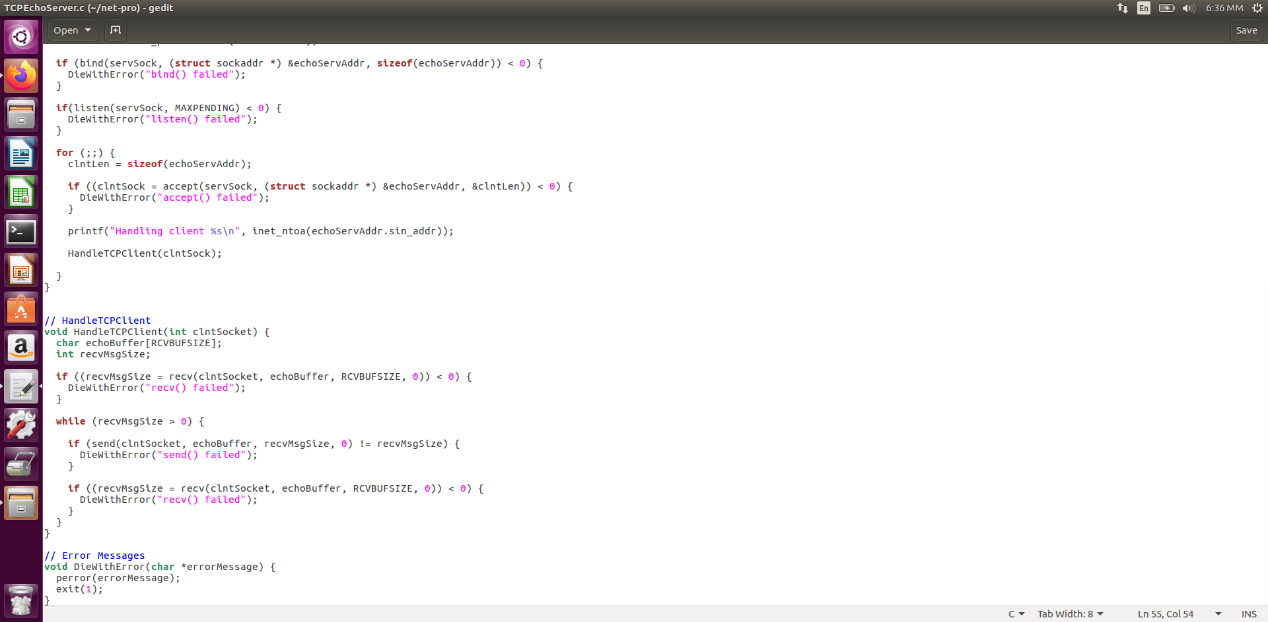 TCPEchoServer.c (~/net-pro) - gedit
En
6:36 MM
Open
Save
if (bind(servSock, (struct sockaddr *) &echoServAddr, sizeof(echoServAddr)) < 0) {
DieWithError("bind() failed");
}
if(listen(servSock, MAXPENDING) < 0) {
DieWithError("listen() failed");
}
for (;;) {
clntLen = sizeof(echoServAddr);
if ((clntSock = accept(servSock, (struct sockaddr *) &echoServAddr, &clntLen)) < 0) {
DieWithError("accept() failed");
}
printf("Handling client %s\n", inet_ntoa(echoServAddr.sin_addr));
HandleTCPClient(clntSock);
}
}
// HandleTCPClient
void HandleTCPClient(int clntSocket) {
char echoBuffer[RCVBUFSIZE];
int recvMsgSize;
if ((recvMsgSize = recv(clntSocket, echoBuffer, RCVBUFSIZE, 0)) < 0) {
DieWithError("recv() failed");
}
while (recvMsgSize > 0) {
if (send(clntSocket, echoBuffer, recvMsgSize, 0) != recvMsgSize) {
DieWithError("send() failed");
}
if ((recvMsgSize = recv(clntSocket, echoBuffer, RCVBUFSIZE, 0)) < 0) {
DieWithError("recv() failed");
}
}
}
// Error Messages
void DieWithError(char *errorMessage) {
perror(errorMessage);
exit(1);
}
C
Tab Width: 8
Ln 55, Col 54
INS